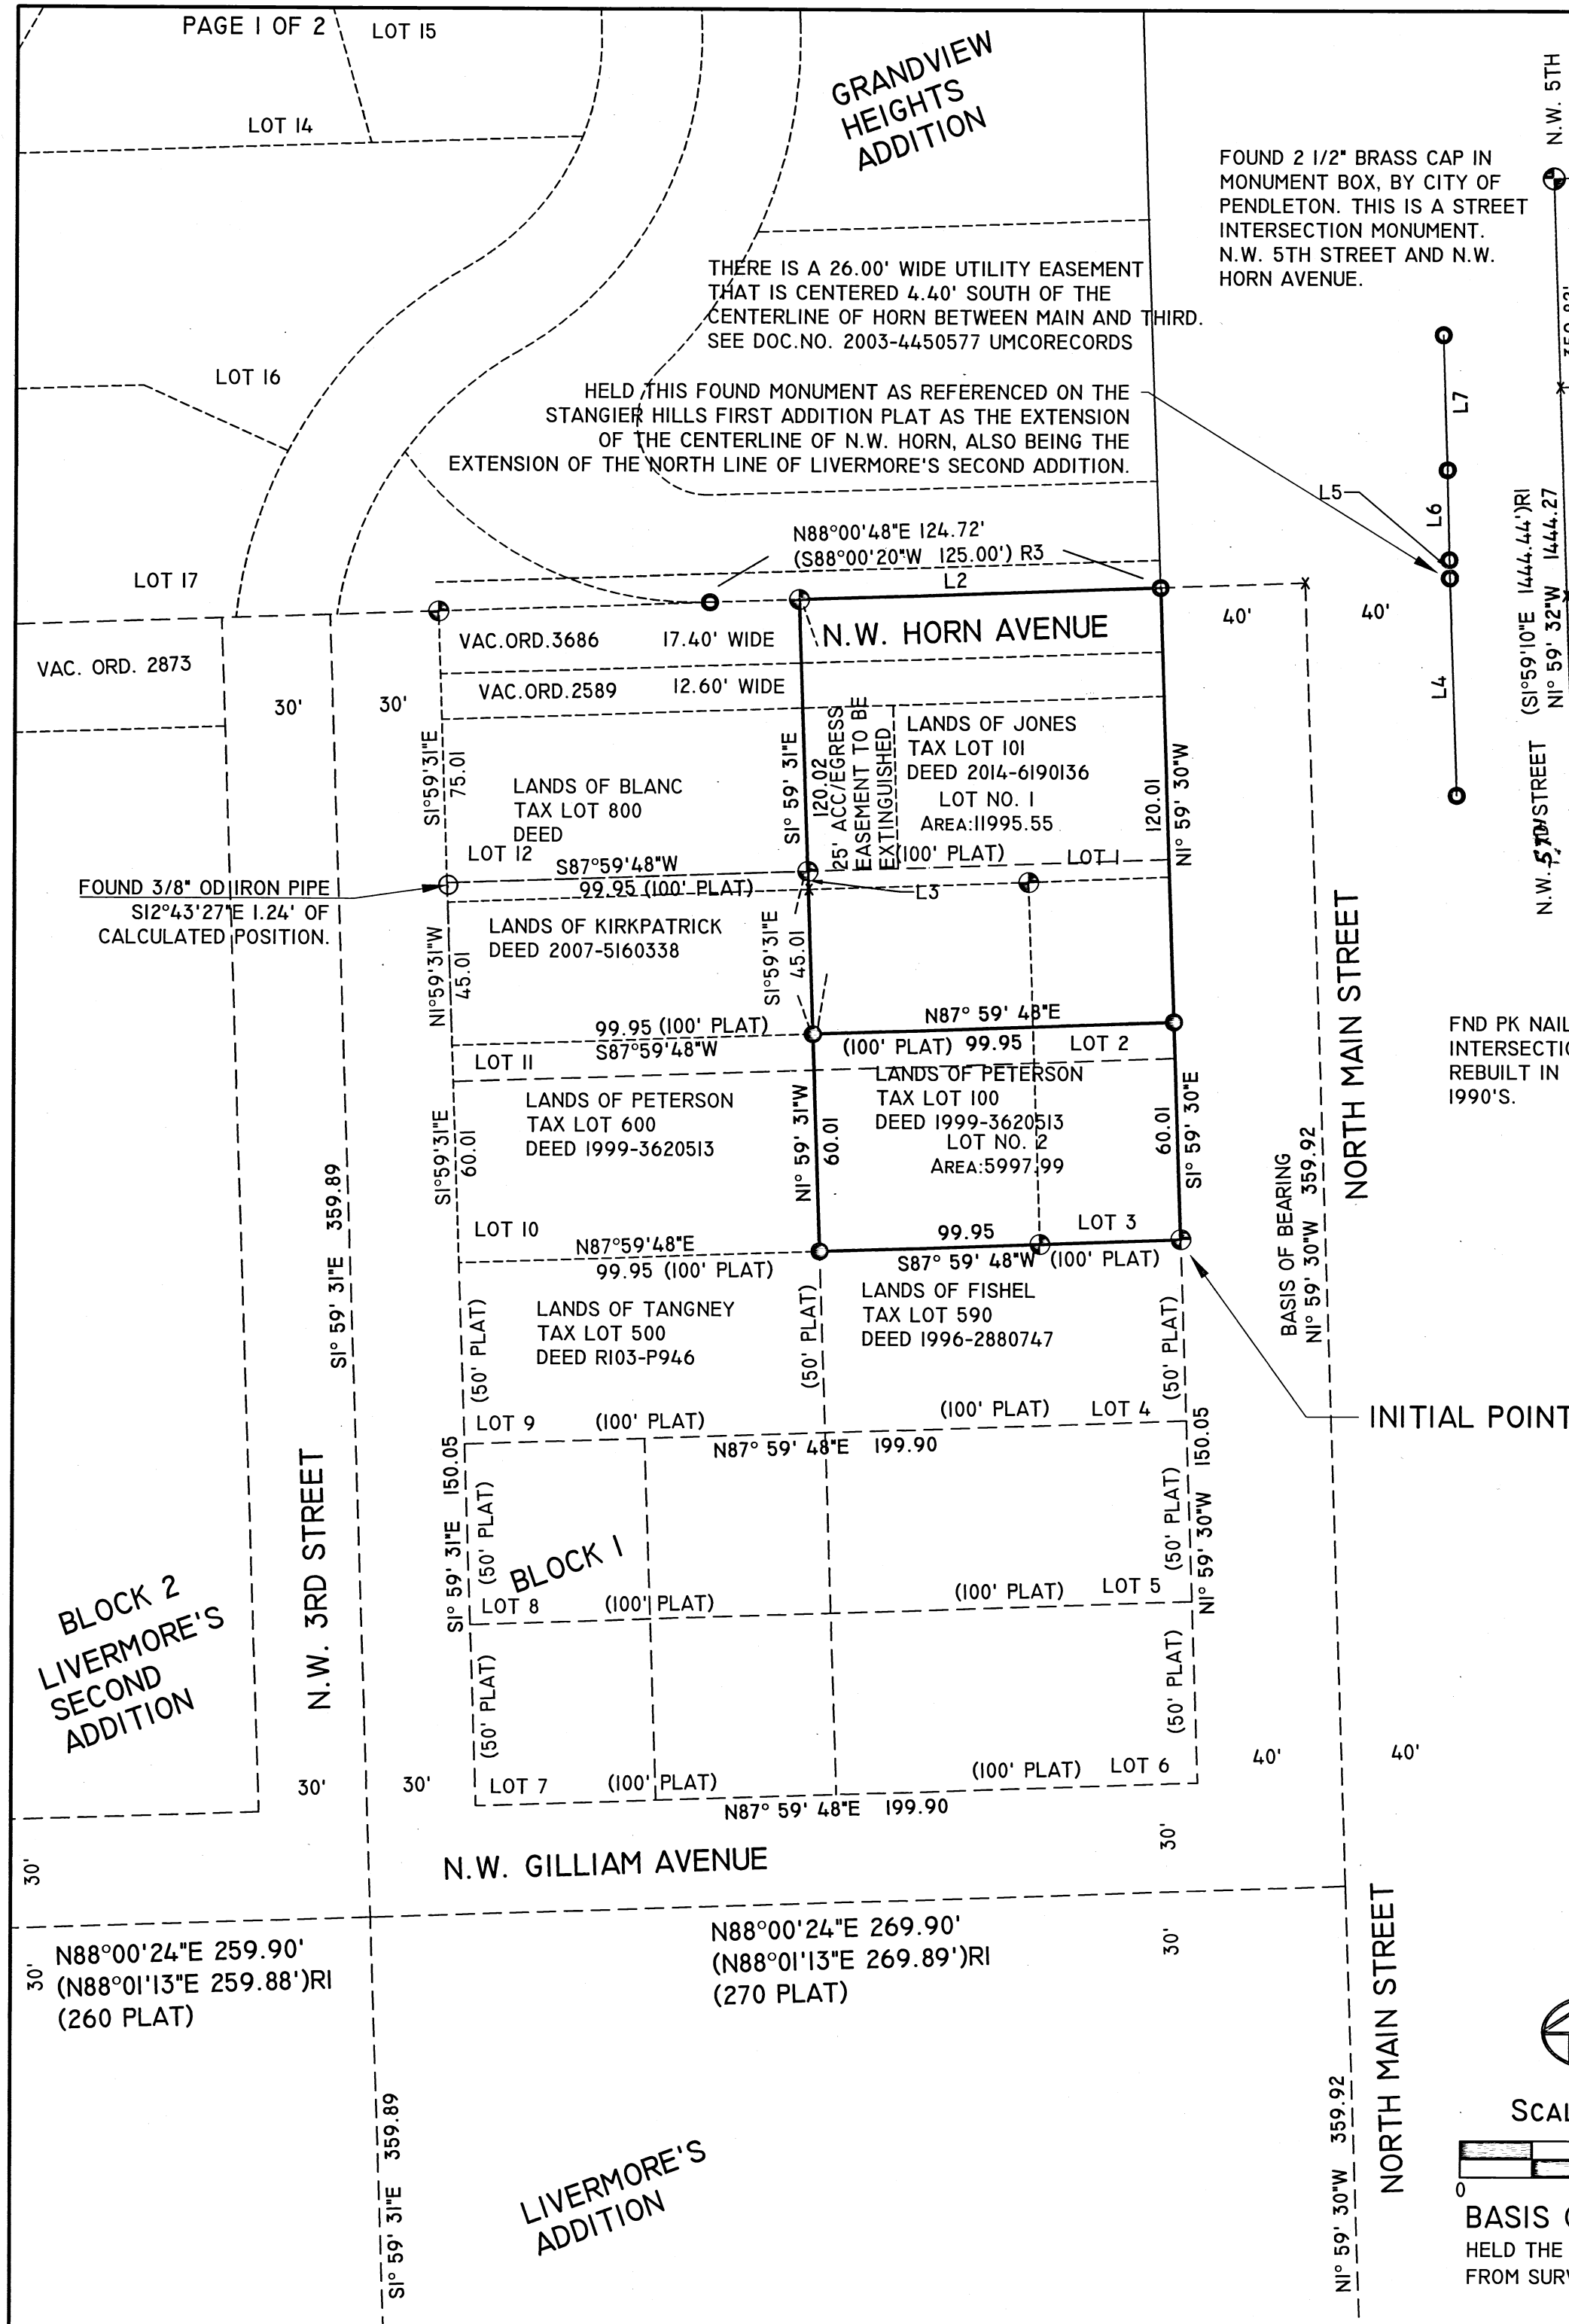 PAGE 1 OF 2
LOT 15
LOT 14
GRANDVIEW
HEIGHTS
ADDITION
N.W. 5TH
FOUND 2 1/2" BRASS CAP IN
MONUMENT BOX, BY CITY OF
PENDLETON. THIS IS A STREET
INTERSECTION MONUMENT.
N.W. 5TH STREET AND N.W.
HORN AVENUE.
THERE IS A 26.00' WIDE UTILITY EASEMENT
THAT IS CENTERED 4.40' SOUTH OF THE
CENTERLINE OF HORN BETWEEN MAIN AND THIRD.
SEE DOC.NO. 2003-4450577 UMCORECORDS
LOT 16
HELD THIS FOUND MONUMENT AS REFERENCED ON THE
STANGIER HILLS FIRST ADDITION PLAT AS THE EXTENSION
OF THE CENTERLINE OF N.W. HORN, ALSO BEING THE
EXTENSION OF THE NORTH LINE OF LIVERMORE'S SECOND ADDITION.
L7
L6
L5
L4
(S1°59'10"E 1444.44')R1
N1° 59' 32"W 1444.27
N.W. 5TH STREET
N88°00'48"E 124.72'
(S88°00'20"W 125.00') R3
L2
LOT 17
40'
40'
N.W. HORN AVENUE
VAC.ORD.3686 17.40' WIDE
VAC. ORD. 2873
VAC.ORD.2589 12.60' WIDE
30'
30'
S1°59'31"E
75.01
LANDS OF BLANC
TAX LOT 800
DEED
LOT 12
S1° 59' 31"E
120.02
25' ACC/EGRESS
EASEMENT TO BE
EXTINGUISHED
LANDS OF JONES
TAX LOT 101
DEED 2014-6190136
LOT NO. 1
AREA:11995.55
120.01
N1° 59' 30"W
(100' PLAT)
LOT 1
S87°59'48"W
99.95 (100' PLAT)
L3
FOUND 3/8" OD IRON PIPE
S12°43'27"E 1.24' OF
CALCULATED POSITION.
LANDS OF KIRKPATRICK
DEED 2007-5160338
N1°59'31"W
45.01
S1°59'31"E
45.01
NORTH MAIN STREET
99.95 (100' PLAT)
S87°59'48"W
LOT 11
N87° 59' 48"E
(100' PLAT) 99.95
LOT 2
FND PK NAIL
REBUILT IN
1990'S.
LANDS OF PETERSON
TAX LOT 600
DEED 1999-3620513
LANDS OF PETERSON
TAX LOT 100
DEED 1999-3620513
LOT NO. 2
AREA:5997.99
S1°59'31"E
60.01
N1° 59' 31"W
60.01
60.01
S1° 59' 30"E
S1° 59' 31"E 359.89
BASIS OF BEARING
N1° 59' 30"W 359.92
LOT 10
N87°59'48"E
99.95 (100' PLAT)
99.95
LOT 3
S87° 59' 48"W (100' PLAT)
LANDS OF TANGNEY
TAX LOT 500
DEED R103-P946
LANDS OF FISHEL
TAX LOT 590
DEED 1996-2880747
(50' PLAT)
(50' PLAT)
(50' PLAT)
INITIAL POINT
LOT 9
(100' PLAT)
(100' PLAT)
LOT 4
N87° 59' 48"E 199.90
N.W. 3RD STREET
S1° 59' 31"E 150.05
(50' PLAT)
(50' PLAT)
N1° 59' 30"W 150.05
BLOCK 1
LOT 8
(100' PLAT)
(100' PLAT)
LOT 5
BLOCK 2
LIVERMORE'S
SECOND
ADDITION
(50' PLAT)
(50' PLAT)
30'
30'
LOT 7
(100' PLAT)
(100' PLAT)
LOT 6
40'
40'
N87° 59' 48"E 199.90
30'
30'
N.W. GILLIAM AVENUE
N88°00'24"E 259.90'
(N88°01'13"E 259.88')R1
(260 PLAT)
30'
N88°00'24"E 269.90'
(N88°01'13"E 269.89')R1
(270 PLAT)
30'
NORTH MAIN STREET
S1° 59' 31"E 359.89
N1° 59' 30"W 359.92
LIVERMORE'S
ADDITION
0
BASIS
HELD THE